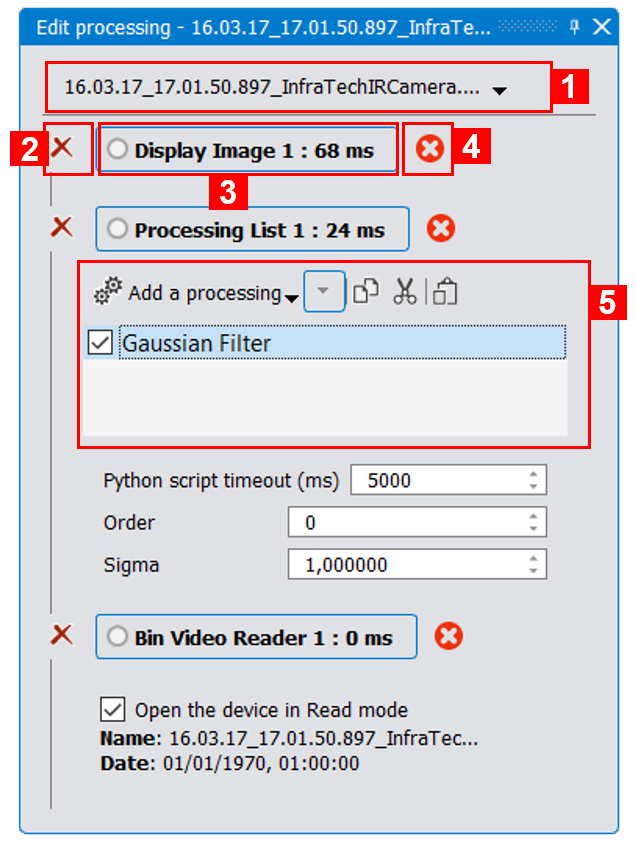 Edit processing - 16.03.17_17.01.50.897_InfraTe...
16.03.17_17.01.50.897_InfraTechIRCamera....
1
2
Display Image 1 : 68 ms
4
3
Processing List 1 : 24 ms
Add a processing
5
Gaussian Filter
Python script timeout (ms) 5000
Order 0
Sigma 1,000000
Bin Video Reader 1 : 0 ms
Open the device in Read mode
Name: 16.03.17_17.01.50.897_InfraTec...
Date: 01/01/1970, 01:00:00